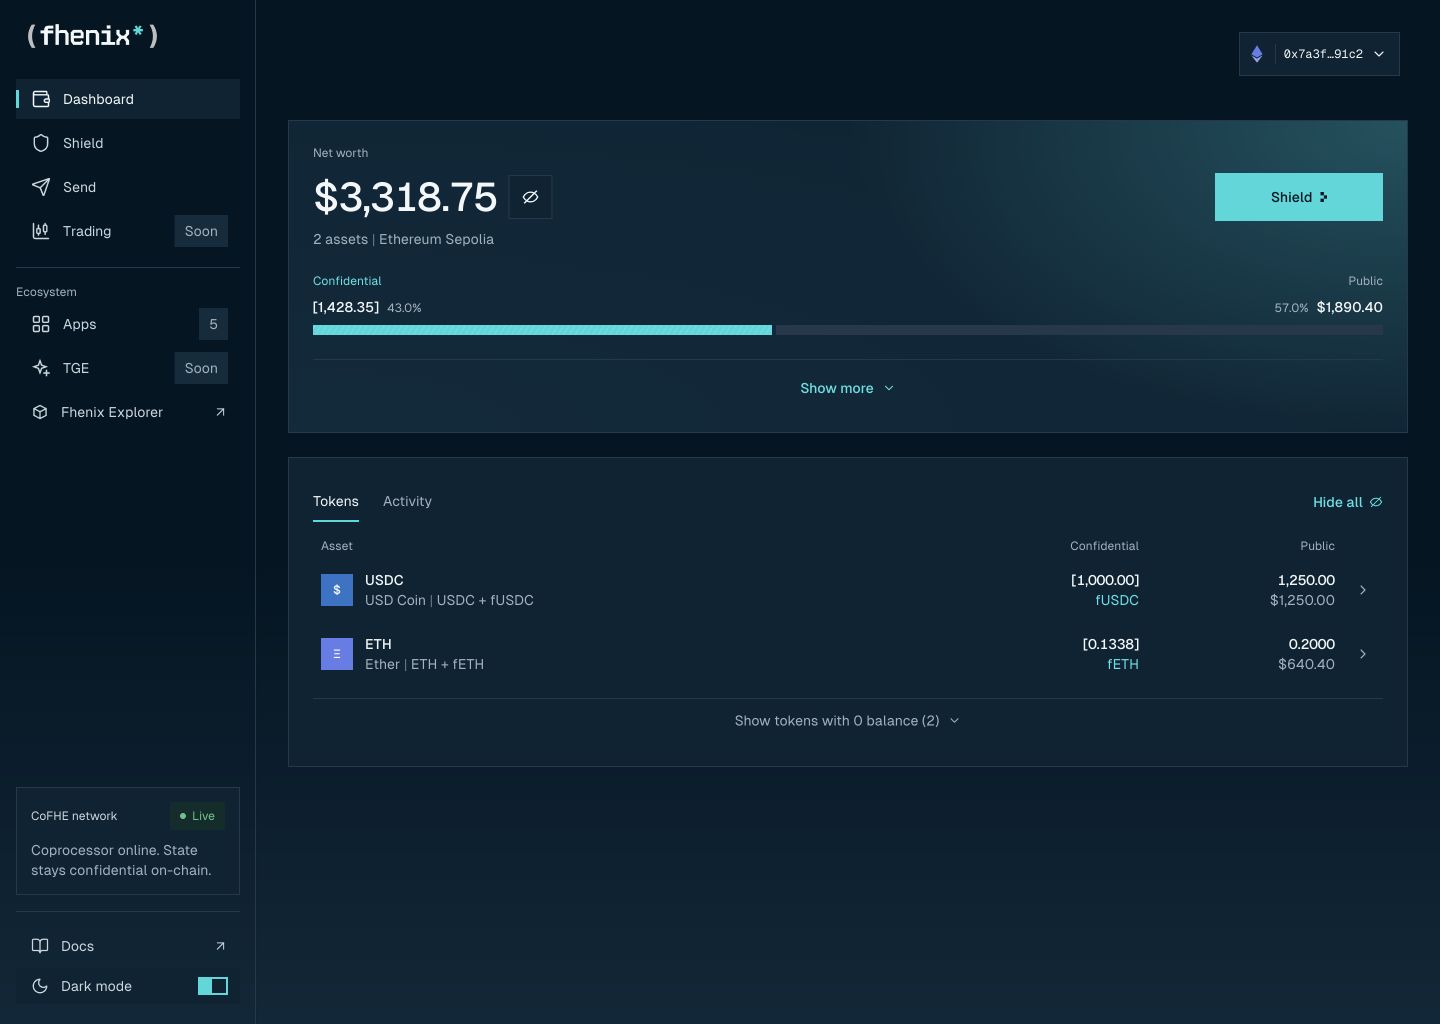 (fhenix*)
0x7a3f…91c2
Dashboard
Shield
Send
Trading Soon
Ecosystem
Apps 5
TGE Soon
Fhenix Explorer
CoFHE network Live
Coprocessor online. State
stays confidential on-chain.
Docs
Dark mode
Net worth
$3,318.75
Shield
2 assets | Ethereum Sepolia
Confidential Public
[1,428.35] 43.0% 57.0% $1,890.40
Show more
Tokens Activity Hide all
Asset Confidential Public
$ USDC [1,000.00] 1,250.00
USD Coin | USDC + fUSDC fUSDC $1,250.00
Ξ ETH [0.1338] 0.2000
Ether | ETH + fETH fETH $640.40
Show tokens with 0 balance (2)